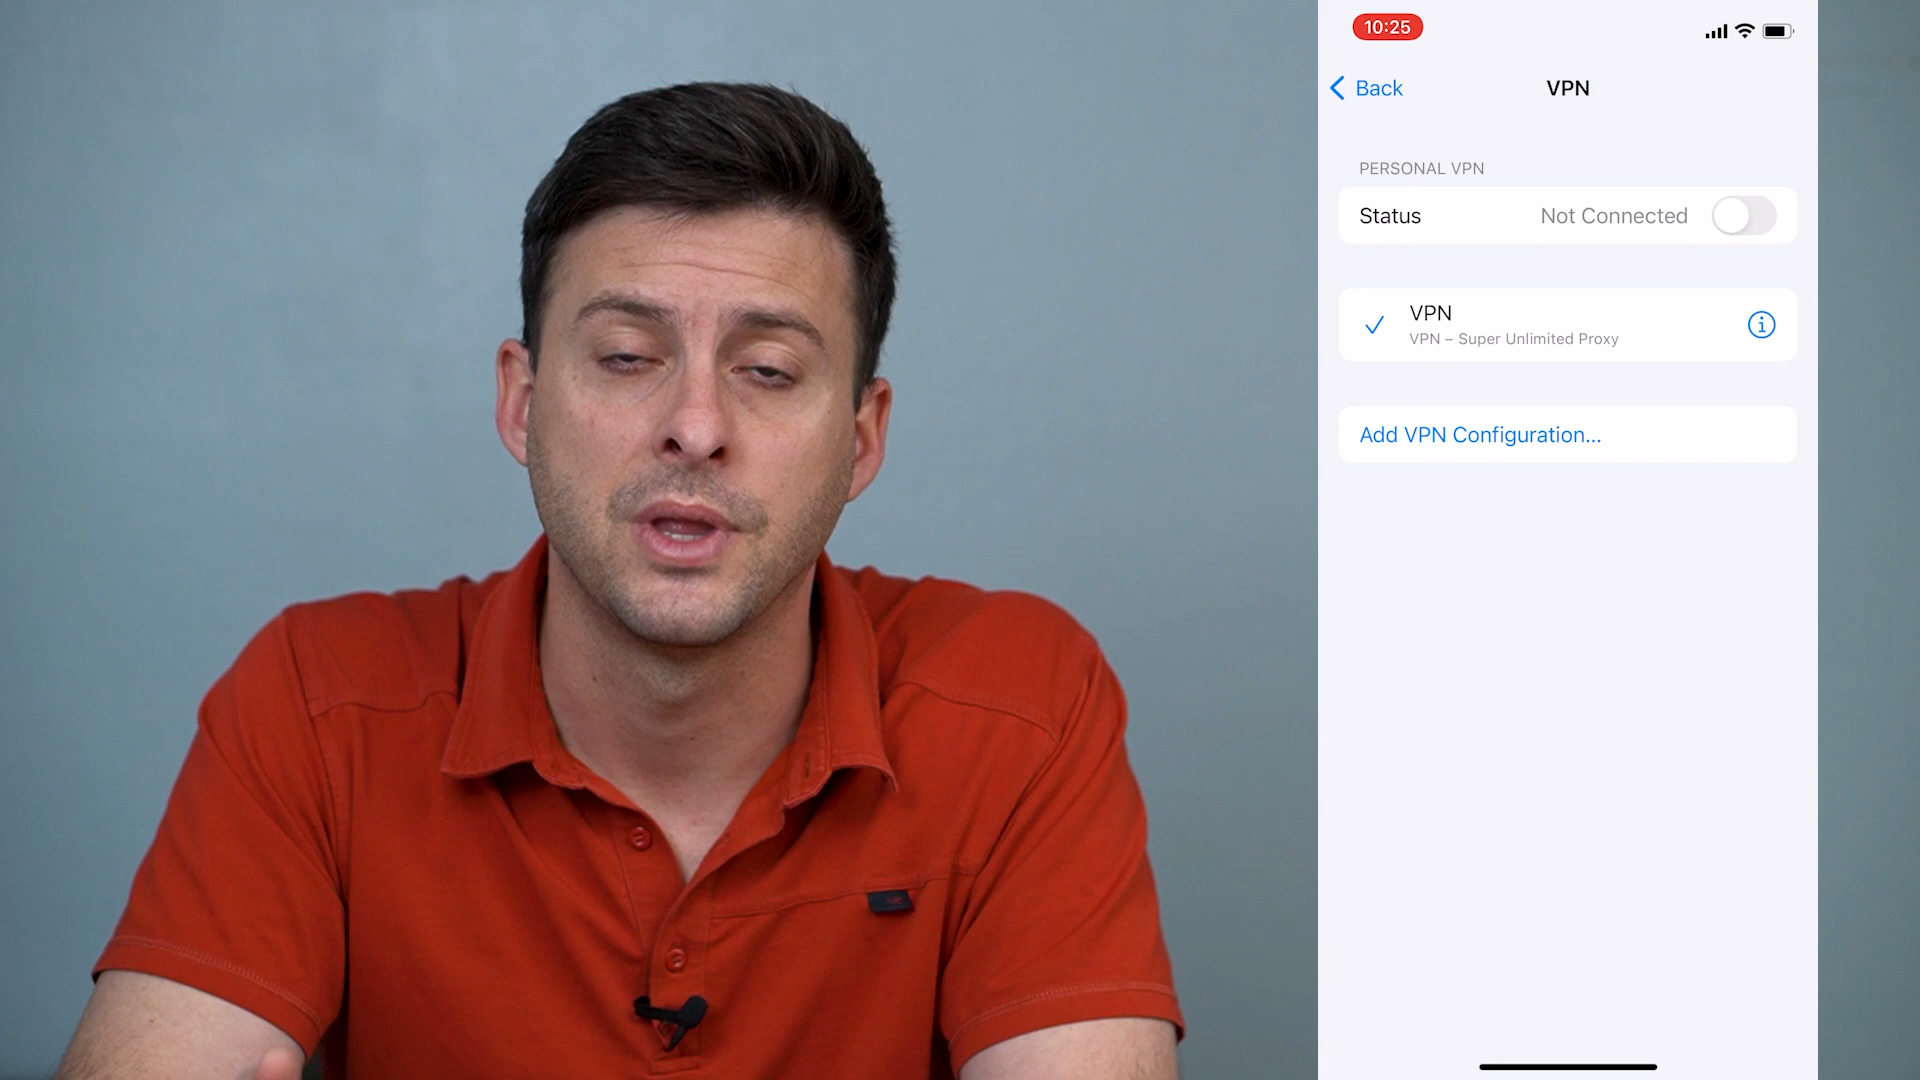 10:25
Back
VPN
PERSONAL VPN
Status Not Connected
VPN
VPN – Super Unlimited Proxy
Add VPN Configuration...